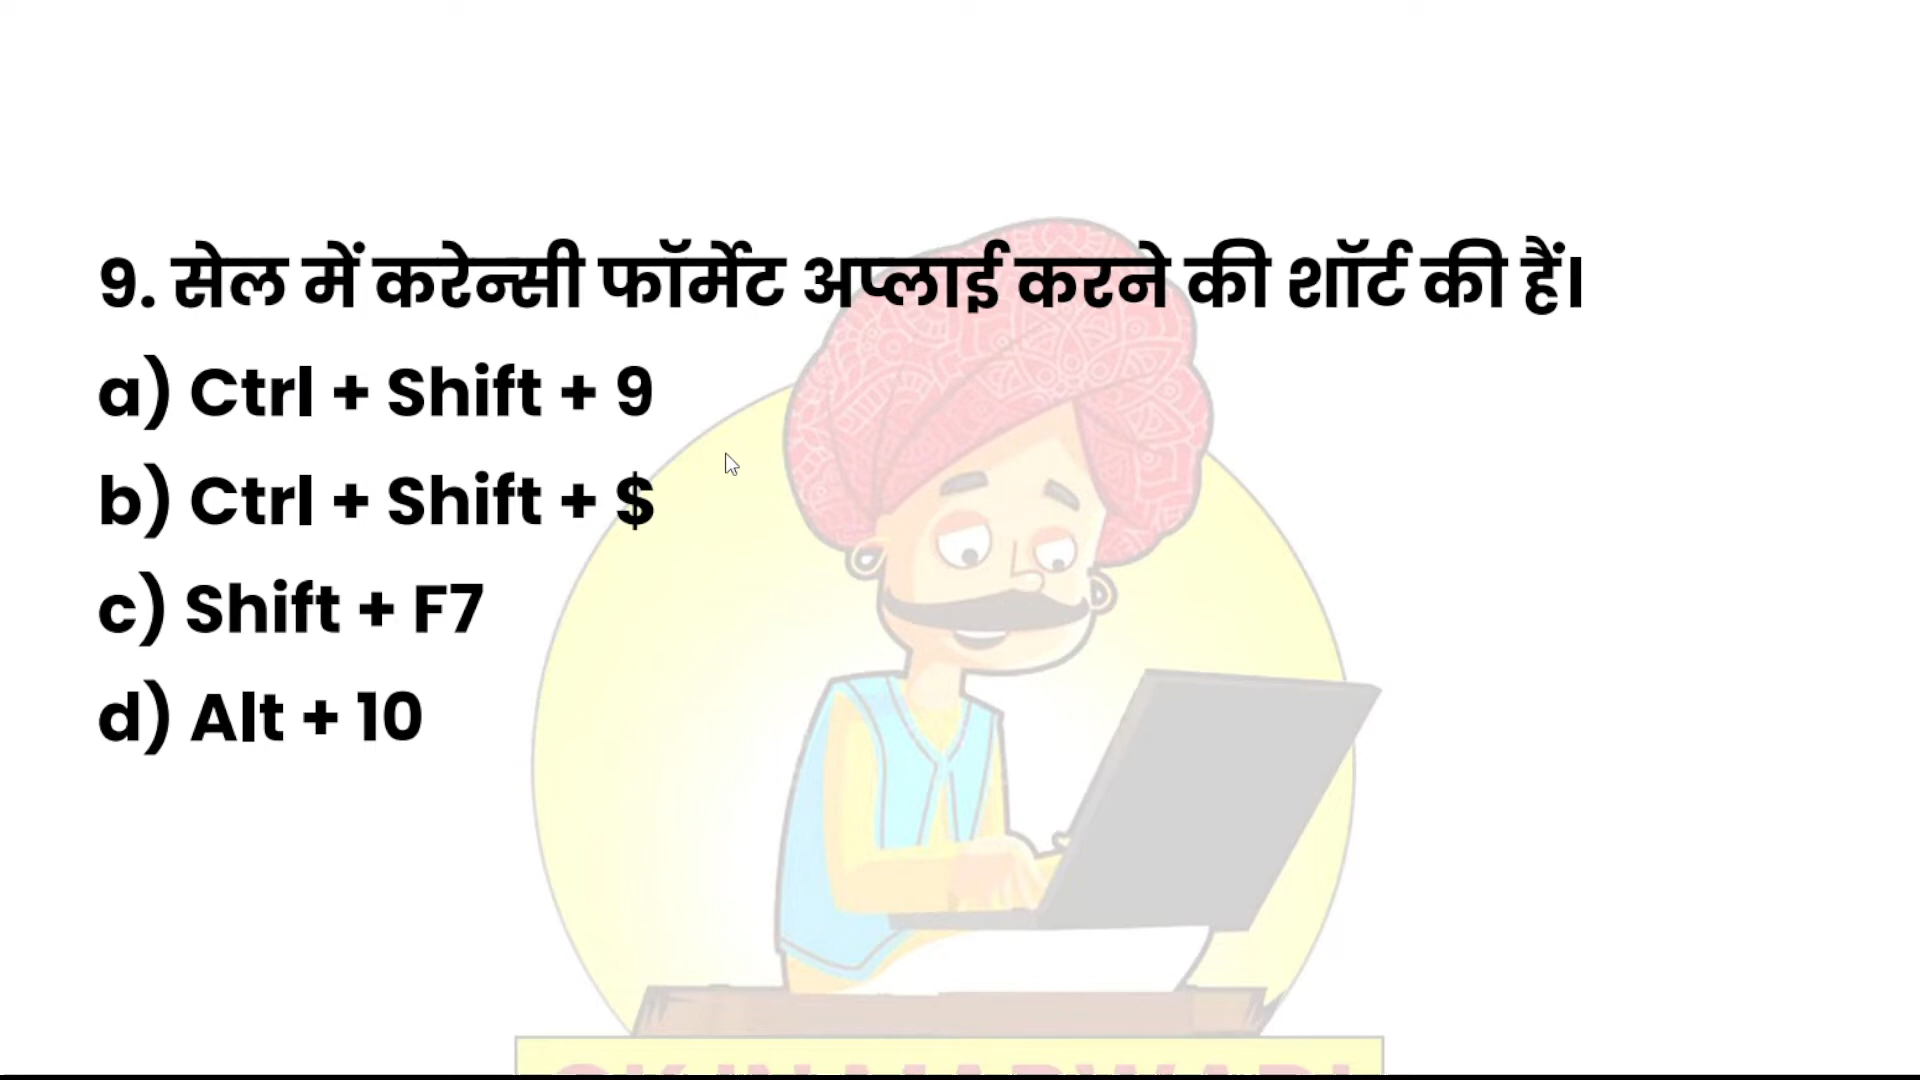 9. सेल में करेन्सी फॉर्मेट अप्लाई करने की शॉर्ट की हैं।
a) Ctrl + Shift + 9
b) Ctrl + Shift + $
c) Shift + F7
d) Alt + 10